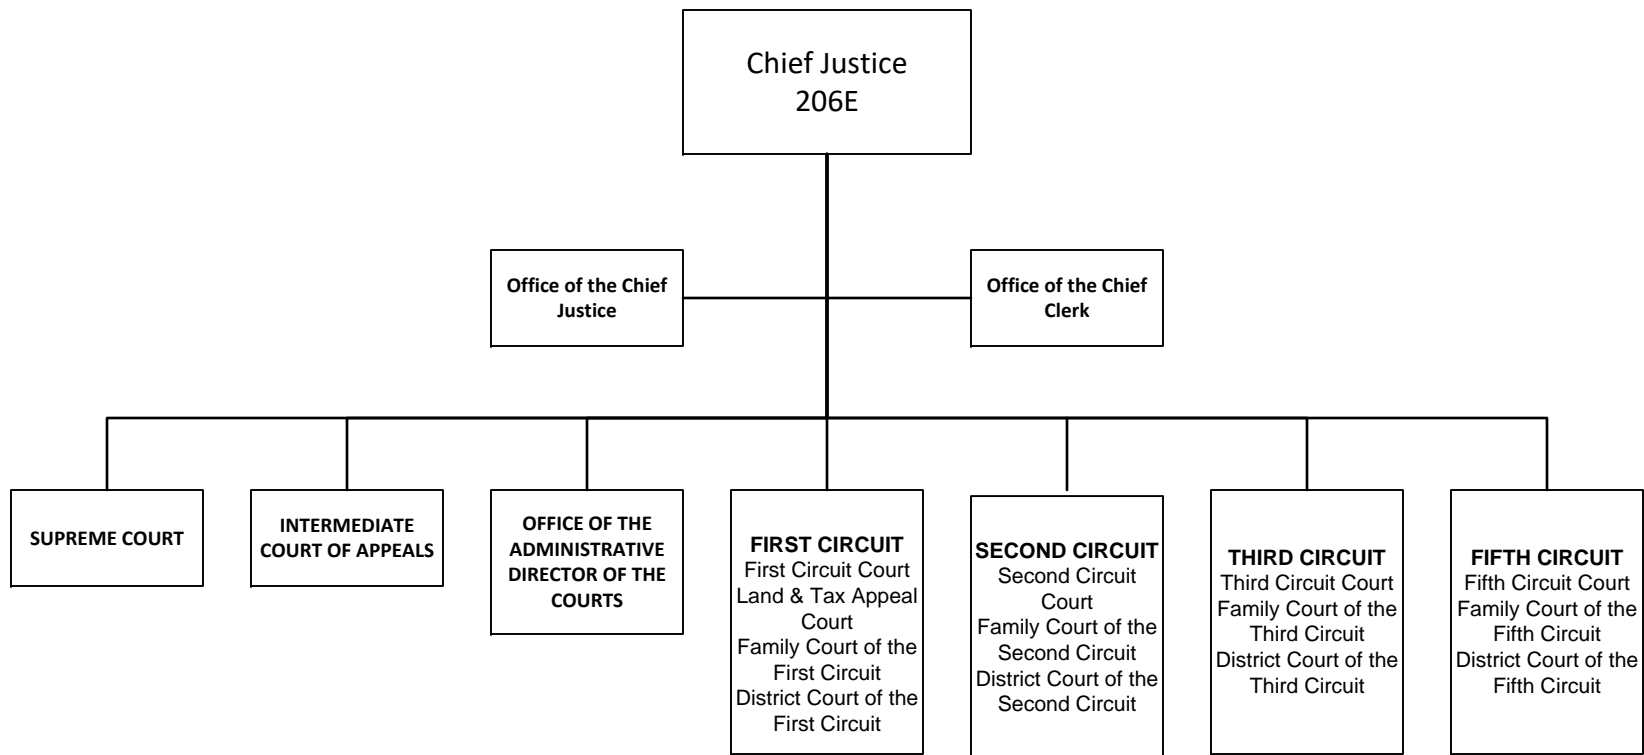 Chief Justice
206E
Office of the Chief
Justice
Office of the Chief
Clerk
SUPREME COURT
INTERMEDIATE
COURT OF APPEALS
OFFICE OF THE
ADMINISTRATIVE
DIRECTOR OF THE
COURTS
FIRST CIRCUIT
First Circuit Court
Land & Tax Appeal
Court
Family Court of the
First Circuit
District Court of the
First Circuit
SECOND CIRCUIT
Second Circuit
Court
Family Court of the
Second Circuit
District Court of the
Second Circuit
THIRD CIRCUIT
Third Circuit Court
Family Court of the
Third Circuit
District Court of the
Third Circuit
FIFTH CIRCUIT
Fifth Circuit Court
Family Court of the
Fifth Circuit
District Court of the
Fifth Circuit